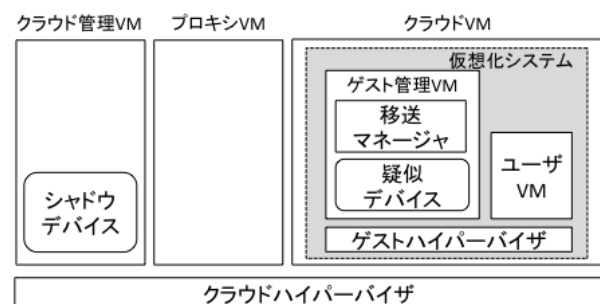 クラウド管理VM
プロキシVM
クラウドVM
仮想化システム
ゲスト管理VM
移送
マネージャ
疑似
デバイス
ユーザ
VM
ゲストハイパーバイザ
シャドウ
デバイス
クラウドハイパーバイザ